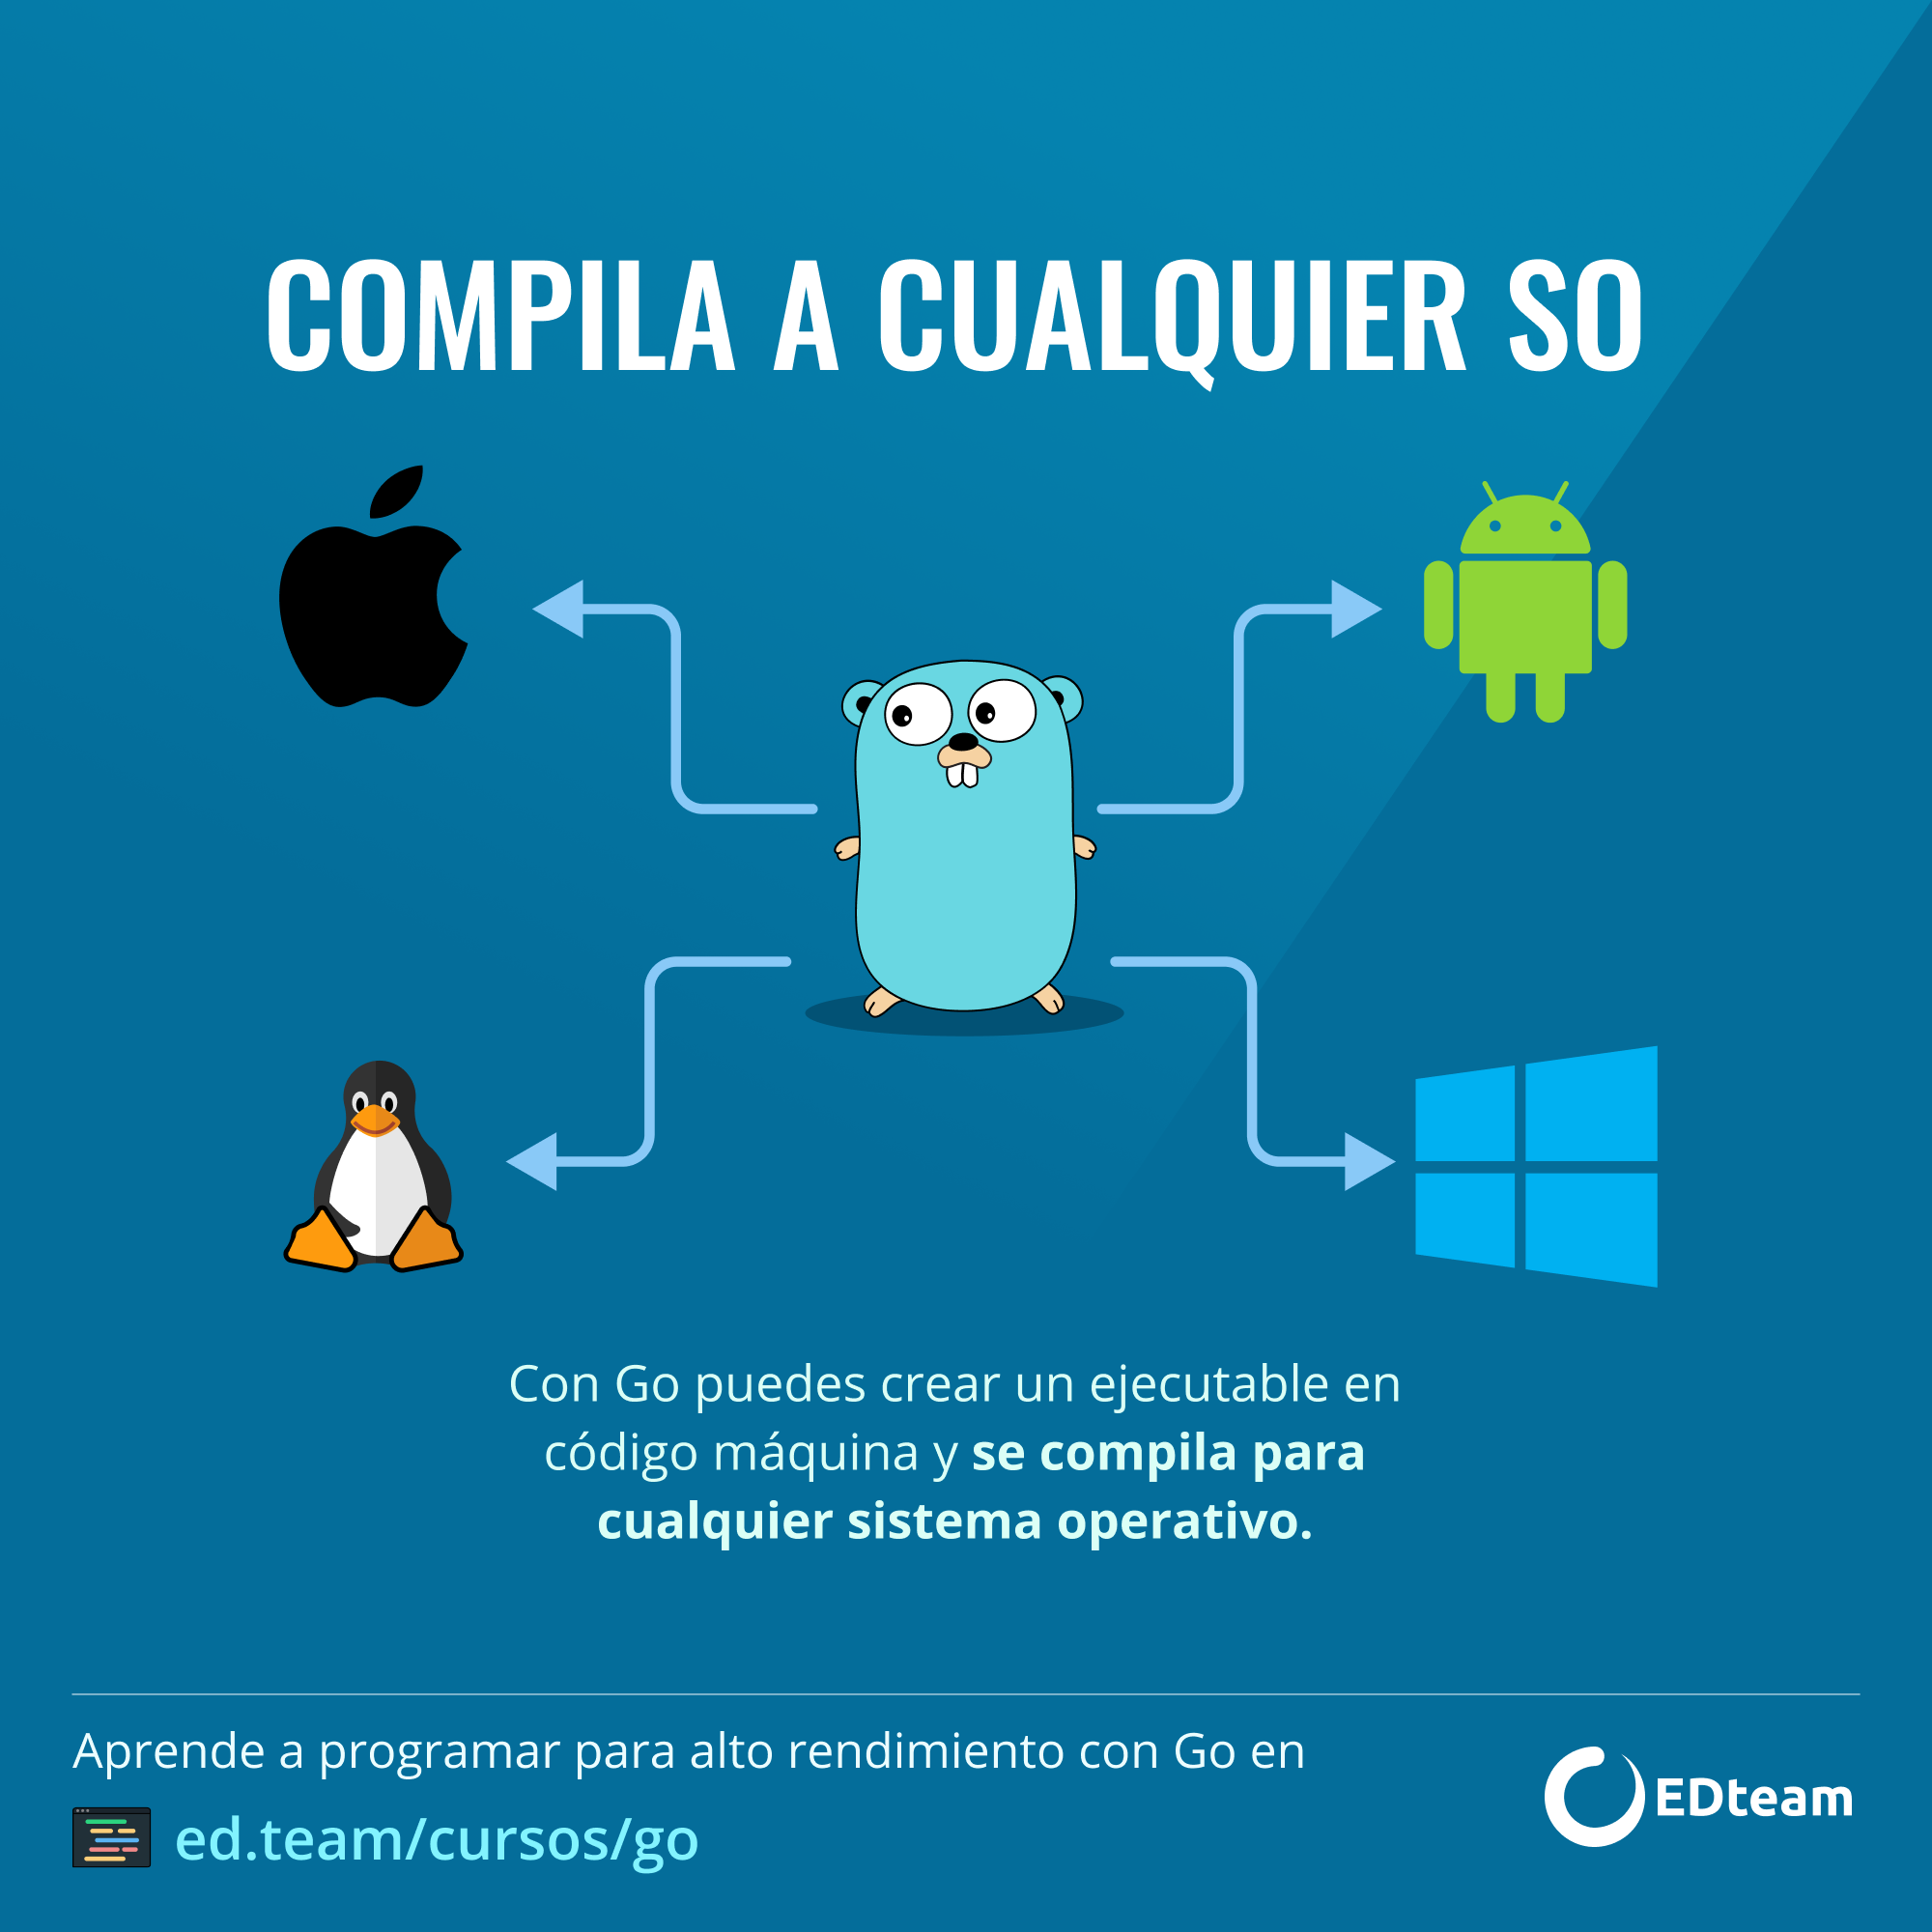 COMPILA A CUALQUIER SO
Con Go puedes crear un ejecutable en
código máquina y se compila para
cualquier sistema operativo.
Aprende a programar para alto rendimiento con Go en
ed.team/cursos/go
EDteam